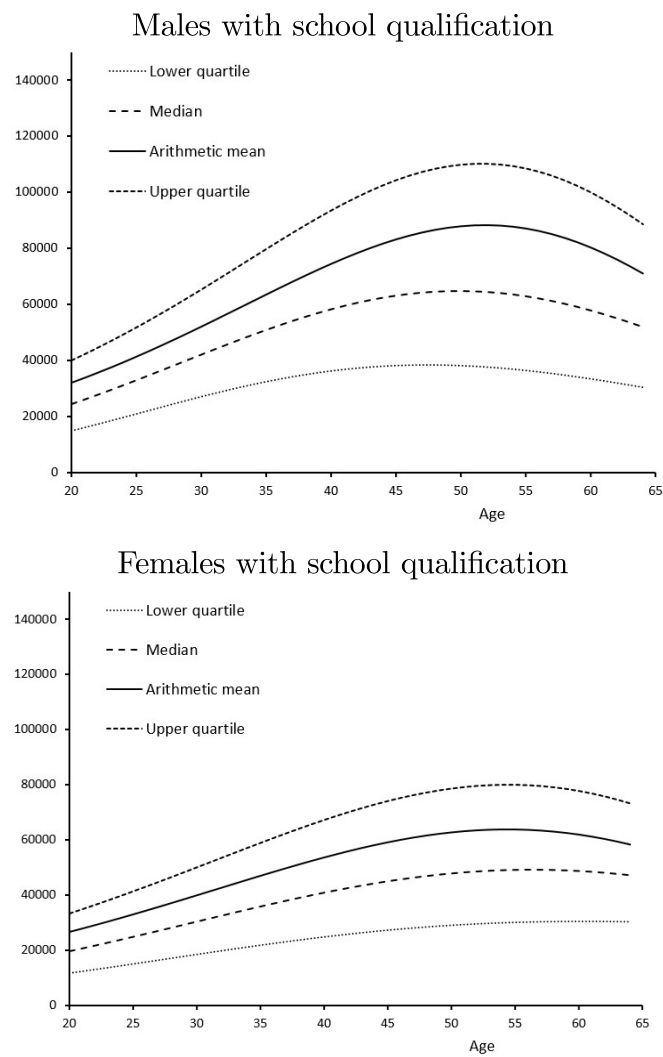 Males with school qualification
140000
120000
100000
80000
60000
40000
20000
0
Lower quartile
Median
Arithmetic mean
Upper quartile
20 25 30 35 40 45 50 55 60 65
Age
Females with school qualification
140000
120000
100000
80000
60000
40000
20000
0
Lower quartile
Median
Arithmetic mean
Upper quartile
20 25 30 35 40 45 50 55 60 65
Age